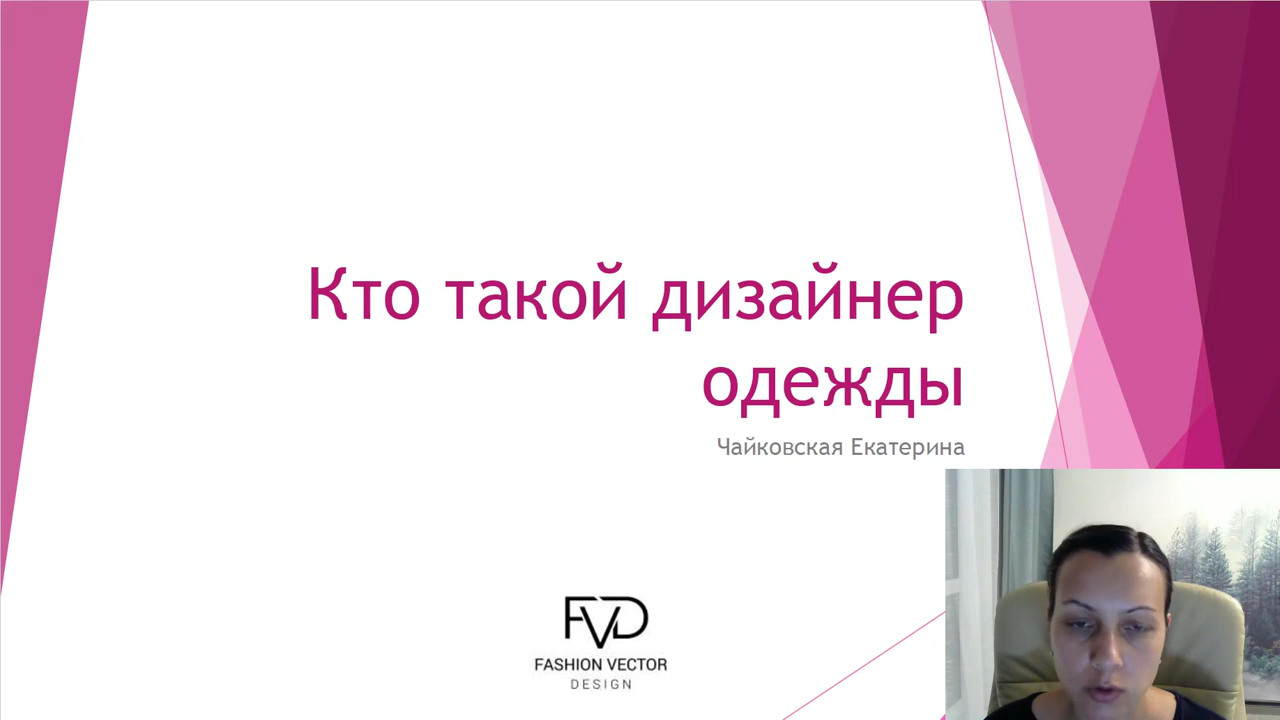 Кто такой дизайнер
одежды
Чайковская Екатерина
FVD
FASHION VECTOR
DESIGN